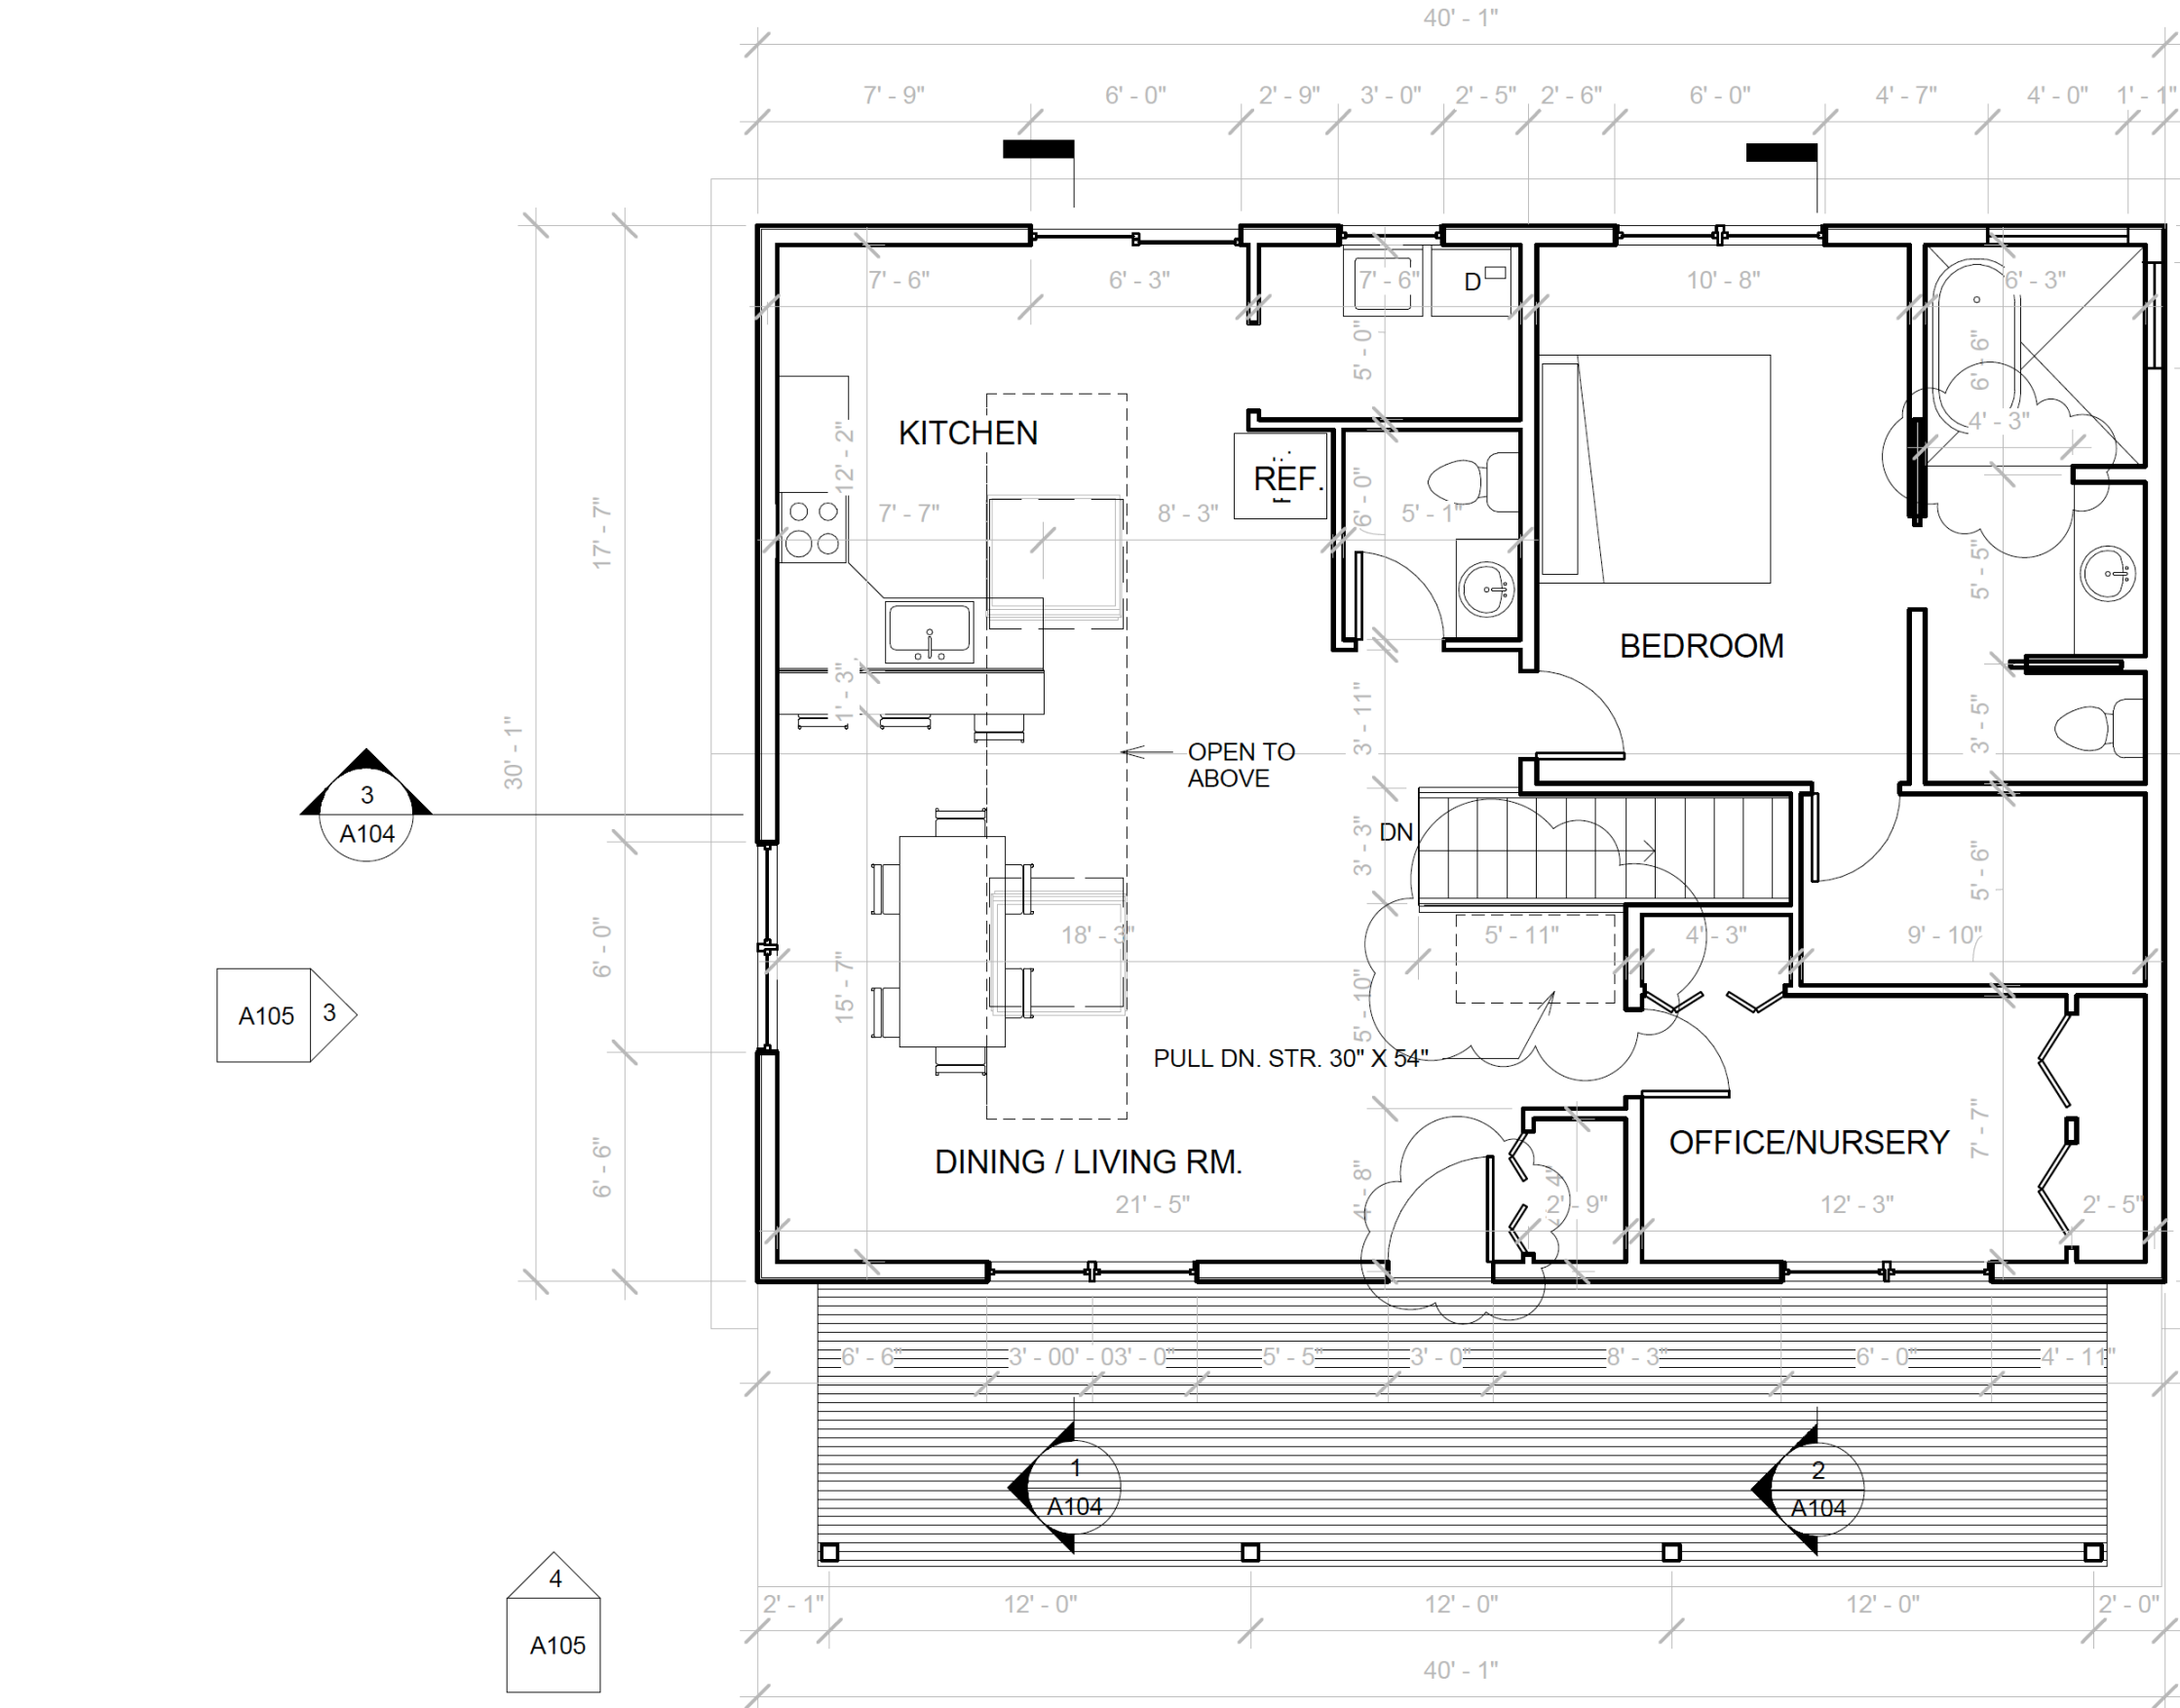 40' - 1"
7' - 9" 6' - 0" 2' - 9" 3' - 0" 2' - 5" 2' - 6" 6' - 0" 4' - 7" 4' - 0" 1' - 1"
7' - 6" 6' - 3" 7' - 6" D 10' - 8" 6' - 3"
5' - 0"
6' - 6"
4' - 3"
KITCHEN
12' - 2"
REF.
6' - 0"
7' - 7" 8' - 3" 5' - 1"
17' - 7"
5' - 5"
BEDROOM
1' - 3"
3' - 11"
3' - 5"
30' - 1"
OPEN TO
ABOVE
3
A104
DN
3' - 3"
5' - 6"
18' - 3" 5' - 11" 4' - 3" 9' - 10"
6' - 0"
15' - 7"
5' - 10"
A105 3
PULL DN. STR. 30" X 54"
OFFICE/NURSERY
7' - 7"
DINING / LIVING RM.
6' - 6"
4' - 8"
4'
21' - 5" 2' - 9" 12' - 3" 2' - 5"
6' - 6" 3' - 00' - 03' - 0" 5' - 5" 3' - 0" 8' - 3" 6' - 0" 4' - 11"
1
A104
2
A104
4
A105
2' - 1" 12' - 0" 12' - 0" 12' - 0" 2' - 0"
40' - 1"